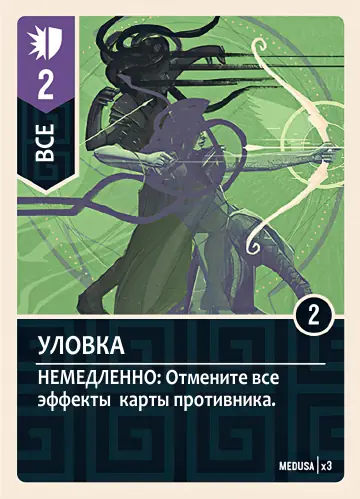 2
ВСЕ
2
УЛОВКА
НЕМЕДЛЕННО: Отмените все
эффекты карты противника.
MEDUSA | x3